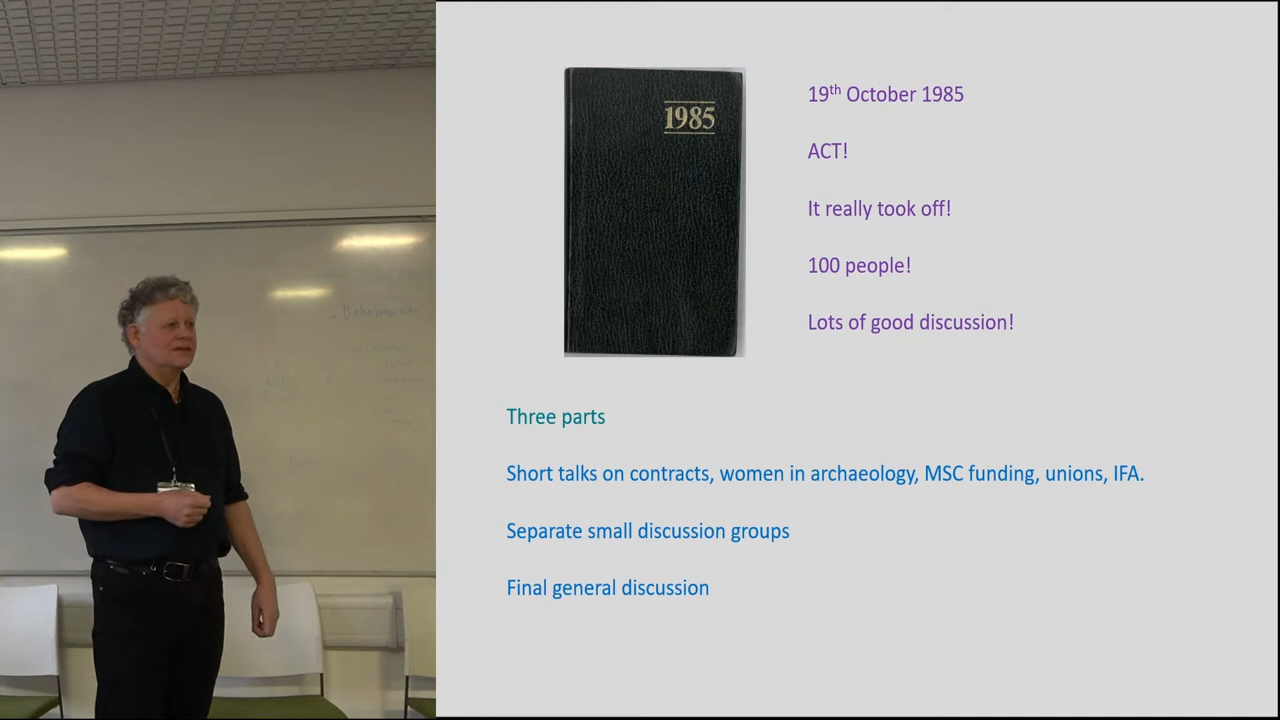 1985
19th October 1985
ACT!
It really took off!
100 people!
Lots of good discussion!
Three parts
Short talks on contracts, women in archaeology, MSC funding, unions, IFA.
Separate small discussion groups
Final general discussion